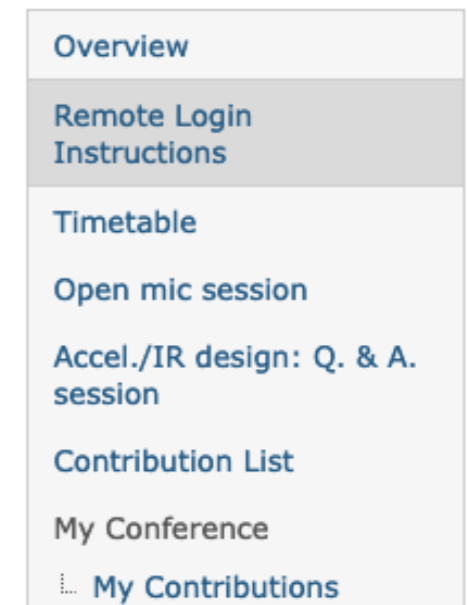 Overview
Remote Login
Instructions
Timetable
Open mic session
Accel./IR design: Q. & A.
session
Contribution List
My Conference
My Contributions